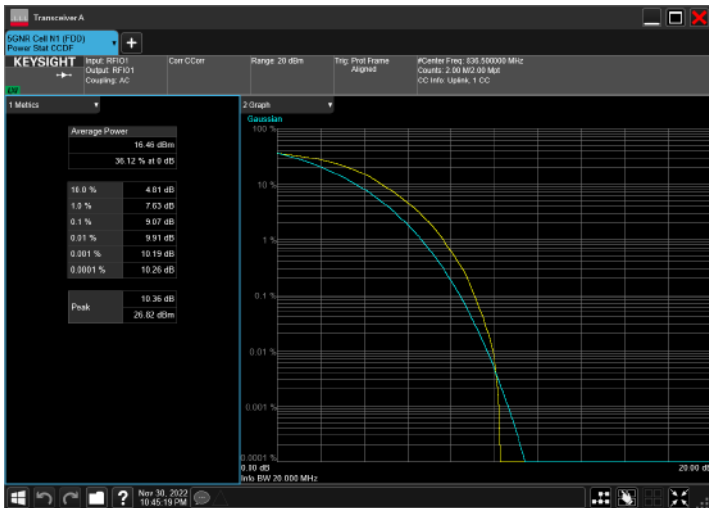 Transceiver A
5GNR Cell N1 (FDD)
Power Stat CCDF
KEYSIGHT
Input: RFIO1
Output: RFIO1
Coupling: AC
Corr CCorr
Range: 20 dBm
Trig: Prot Frame
Aligned
#Center Freq: 836.500000 MHz
Counts: 2.00 M/2.00 Mpt
CC Info: Uplink, 1 CC
1 Metrics
Average Power
16.46 dBm
36.12 % at 0 dB
10.0 % 4.81 dB
1.0 % 7.63 dB
0.1 % 9.07 dB
0.01 % 9.91 dB
0.001 % 10.19 dB
0.0001 % 10.26 dB
Peak
10.36 dB
26.82 dBm
2 Graph
Gaussian
100 %
10 %
1 %
0.1 %
0.01 %
0.001 %
0.0001 %
0.00 dB
20.00 dB
Info BW 20.000 MHz
Nov 30, 2022
10:45:19 PM